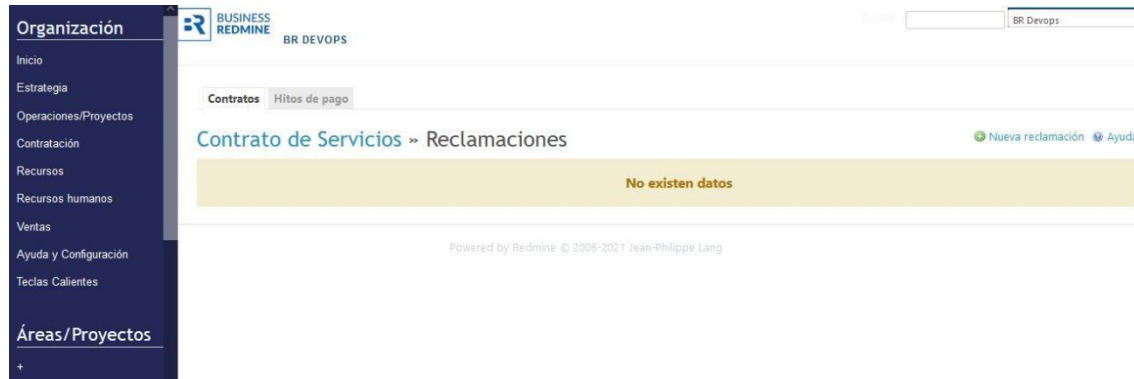 Organización
Inicio
Estrategia
Operaciones/Proyectos
Contratación
Recursos
Recursos humanos
Ventas
Ayuda y Configuración
Teclas Calientes
Áreas/Proyectos
+
BR
BUSINESS
REDMINE
BR DEVOPS
BR Devops
Contratos Hitos de pago
Contrato de Servicios » Reclamaciones
Nueva reclamación Ayuda
No existen datos
Powered by Redmine © 2006-2021 Jean-Philippe Lang